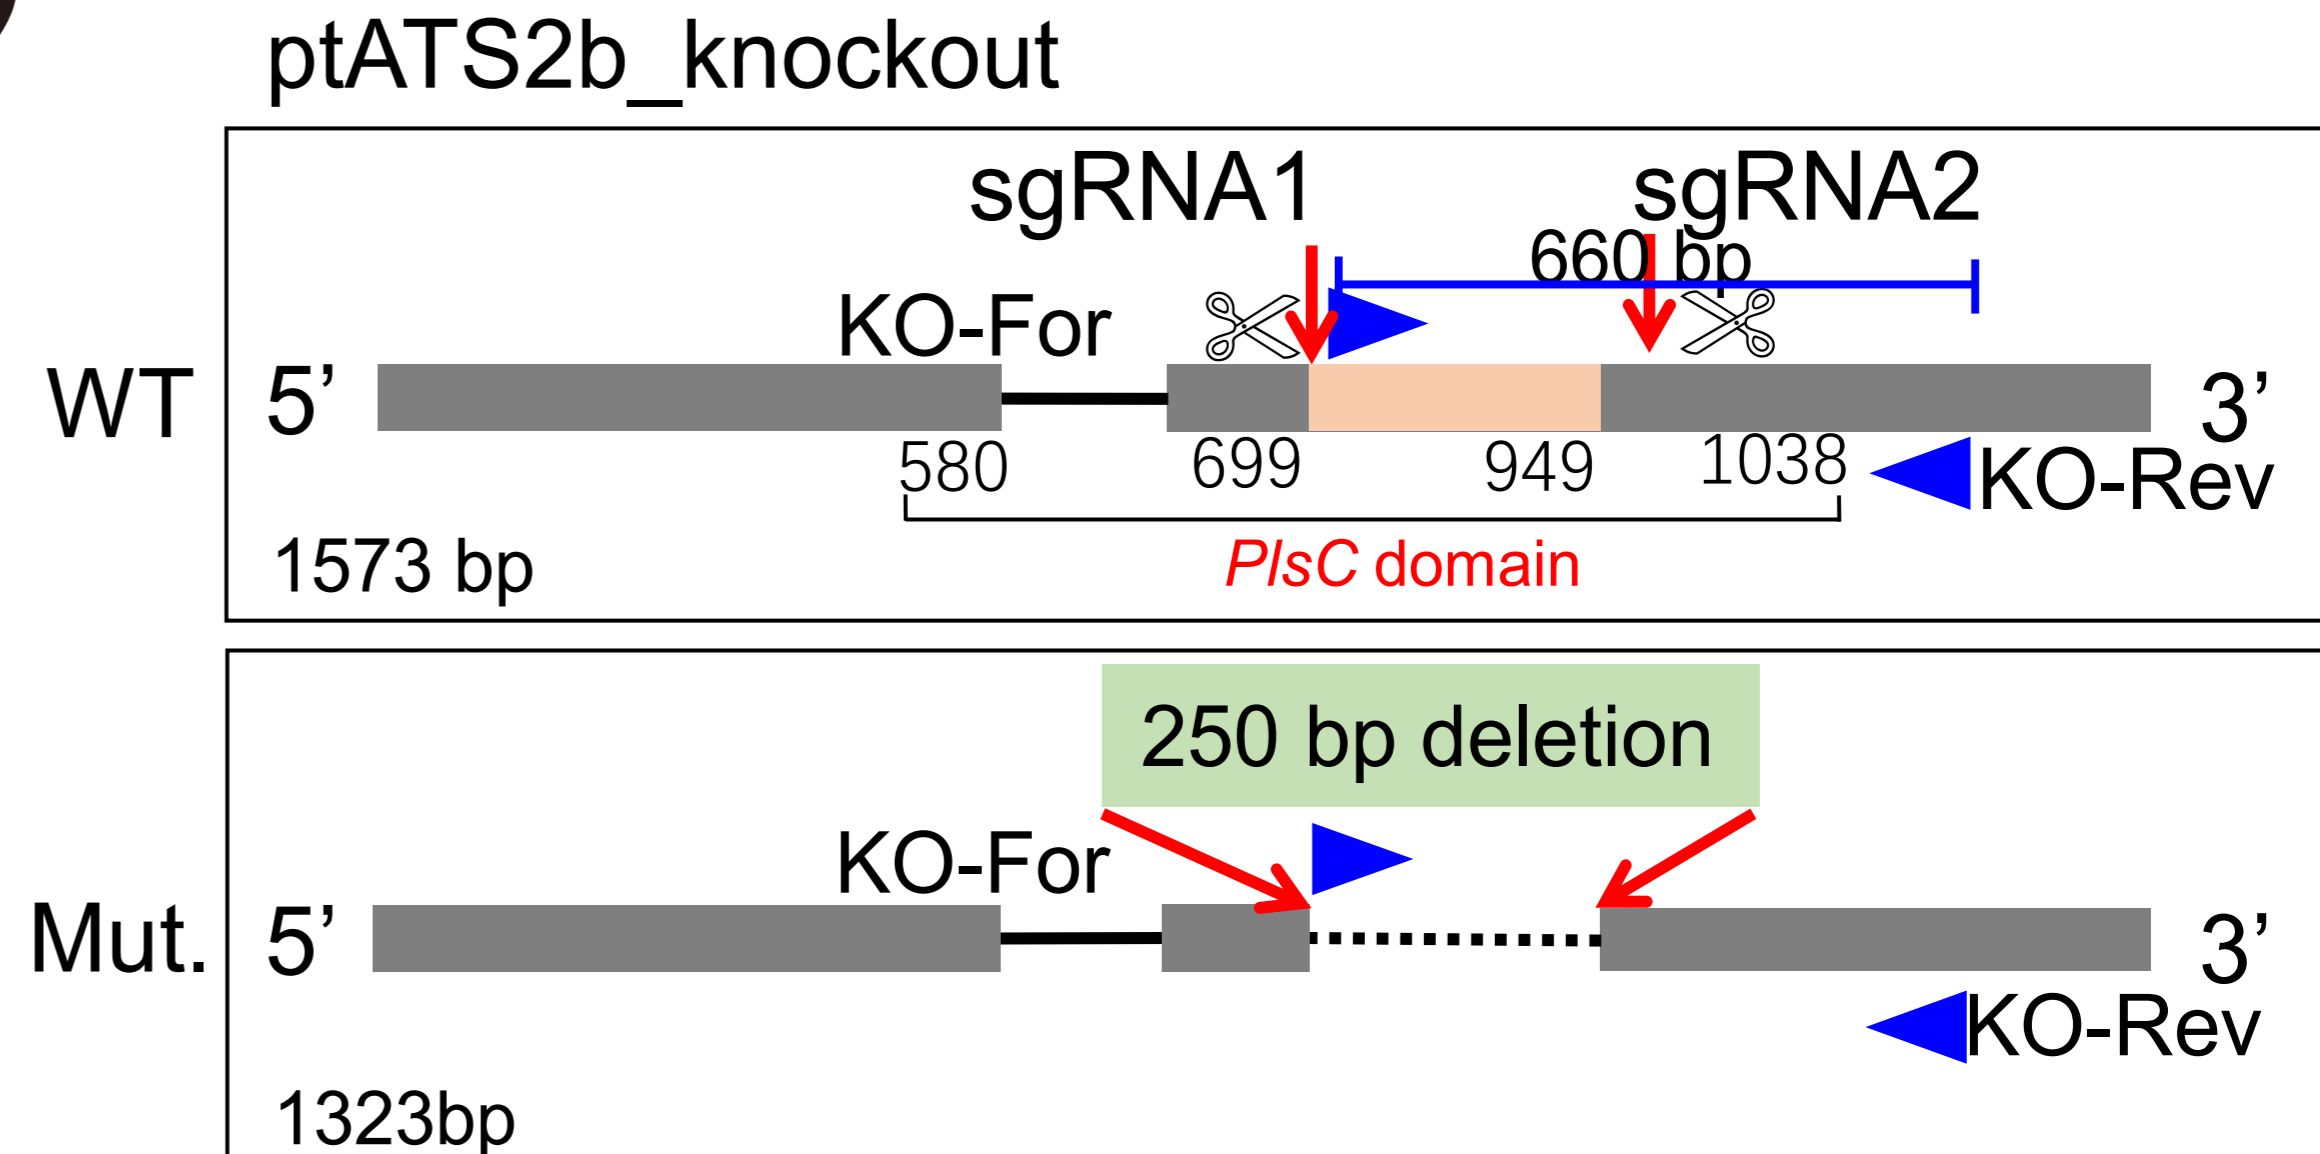 ptATS2b_knockout
sgRNA1 sgRNA2
660 bp
KO-For
WT 5’ 3’
580 699 949 1038
KO-Rev
PlsC domain
1573 bp
250 bp deletion
KO-For
Mut. 5’ 3’
KO-Rev
1323bp